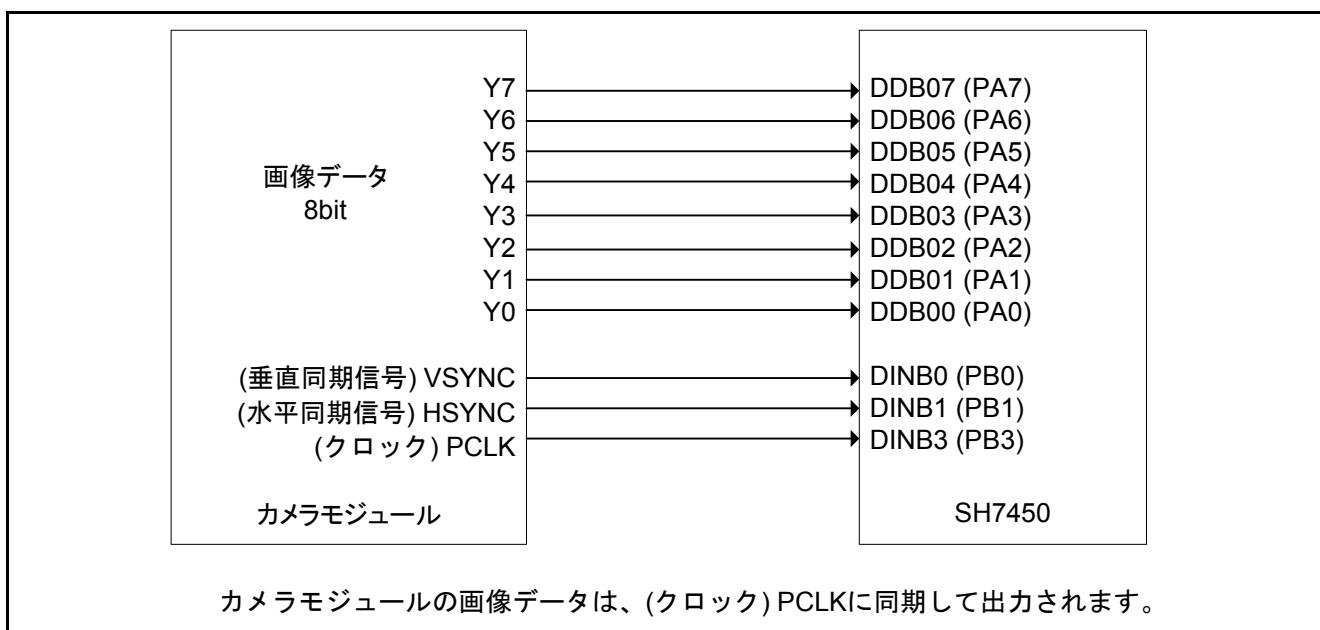 Y7 DDB07 (PA7)
Y6 DDB06 (PA6)
Y5 DDB05 (PA5)
画像データ Y4 DDB04 (PA4)
8bit Y3 DDB03 (PA3)
Y2 DDB02 (PA2)
Y1 DDB01 (PA1)
Y0 DDB00 (PA0)
(垂直同期信号) VSYNC DINB0 (PB0)
(水平同期信号) HSYNC DINB1 (PB1)
(クロック) PCLK DINB3 (PB3)
カメラモジュール SH7450
カメラモジュールの画像データは、(クロック) PCLKに同期して出力されます。